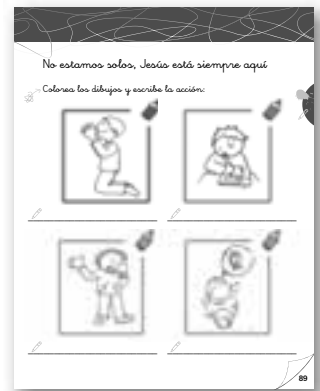 No estamos solos, Jesús está siempre aquí
Colorea los dibujos y escribe la acción:
89